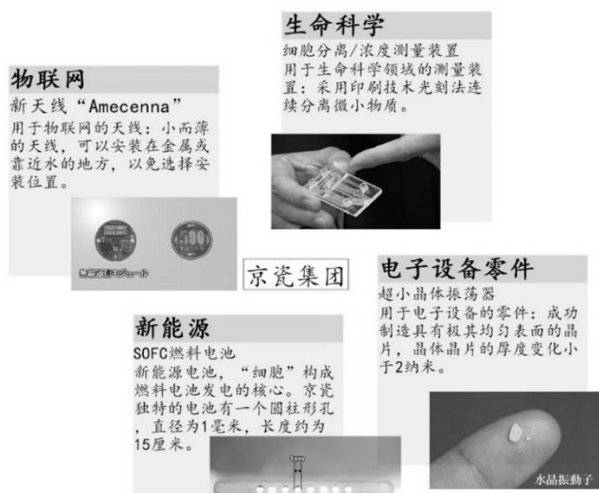 生命科学
细胞分离/浓度测量装置
用于生命科学领域的测量装
置：采用印刷技术光刻法连
续分离微小物质。
物联网
新天线“Amecenna”
用于物联网的天线：小而薄
的天线，可以安装在金属或
靠近水的地方，以免选择安
装位置。
無線通信モジュール
京瓷集团
电子设备零件
超小晶体振荡器
用于电子设备的零件：成功
制造具有极其均匀表面的晶
片，晶体晶片的厚度变化小
于2纳米。
水晶振動子
新能源
SOFC燃料电池
新能源电池，“细胞”构成
燃料电池发电的核心。京瓷
独特的电池有一个圆柱形孔
，直径为1毫米，长度约为
15厘米。